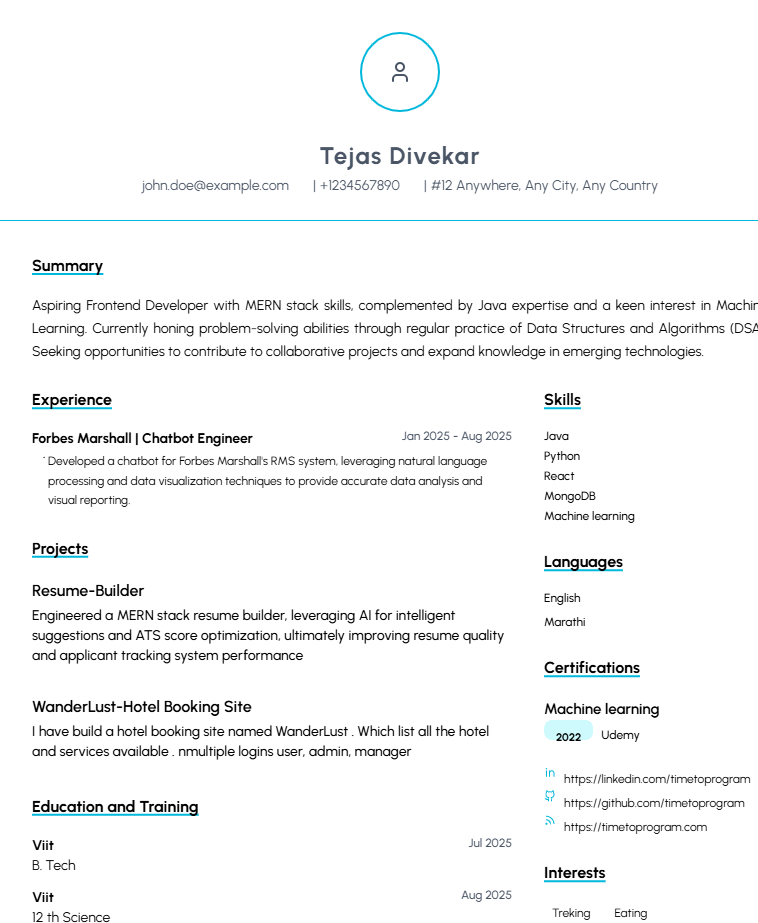 Tejas Divekar
john.doe@example.com | +1234567890 | #12 Anywhere, Any City, Any Country
Summary
Aspiring Frontend Developer with MERN stack skills, complemented by Java expertise and a keen interest in Machin
Learning. Currently honing problem-solving abilities through regular practice of Data Structures and Algorithms (DSA
Seeking opportunities to contribute to collaborative projects and expand knowledge in emerging technologies.
Experience
Forbes Marshall | Chatbot Engineer Jan 2025 - Aug 2025
Developed a chatbot for Forbes Marshall's RMS system, leveraging natural language
processing and data visualization techniques to provide accurate data analysis and
visual reporting.
Projects
Resume-Builder
Engineered a MERN stack resume builder, leveraging AI for intelligent
suggestions and ATS score optimization, ultimately improving resume quality
and applicant tracking system performance
WanderLust-Hotel Booking Site
I have build a hotel booking site named WanderLust . Which list all the hotel
and services available . nmultiple logins user, admin, manager
Education and Training
Viit Jul 2025
B. Tech
Viit Aug 2025
12 th Science
Skills
Java
Python
React
MongoDB
Machine learning
Languages
English
Marathi
Certifications
Machine learning
2022 Udemy
in https://linkedin.com/timetoprogram
https://github.com/timetoprogram
https://timetoprogram.com
Interests
Treking Eating